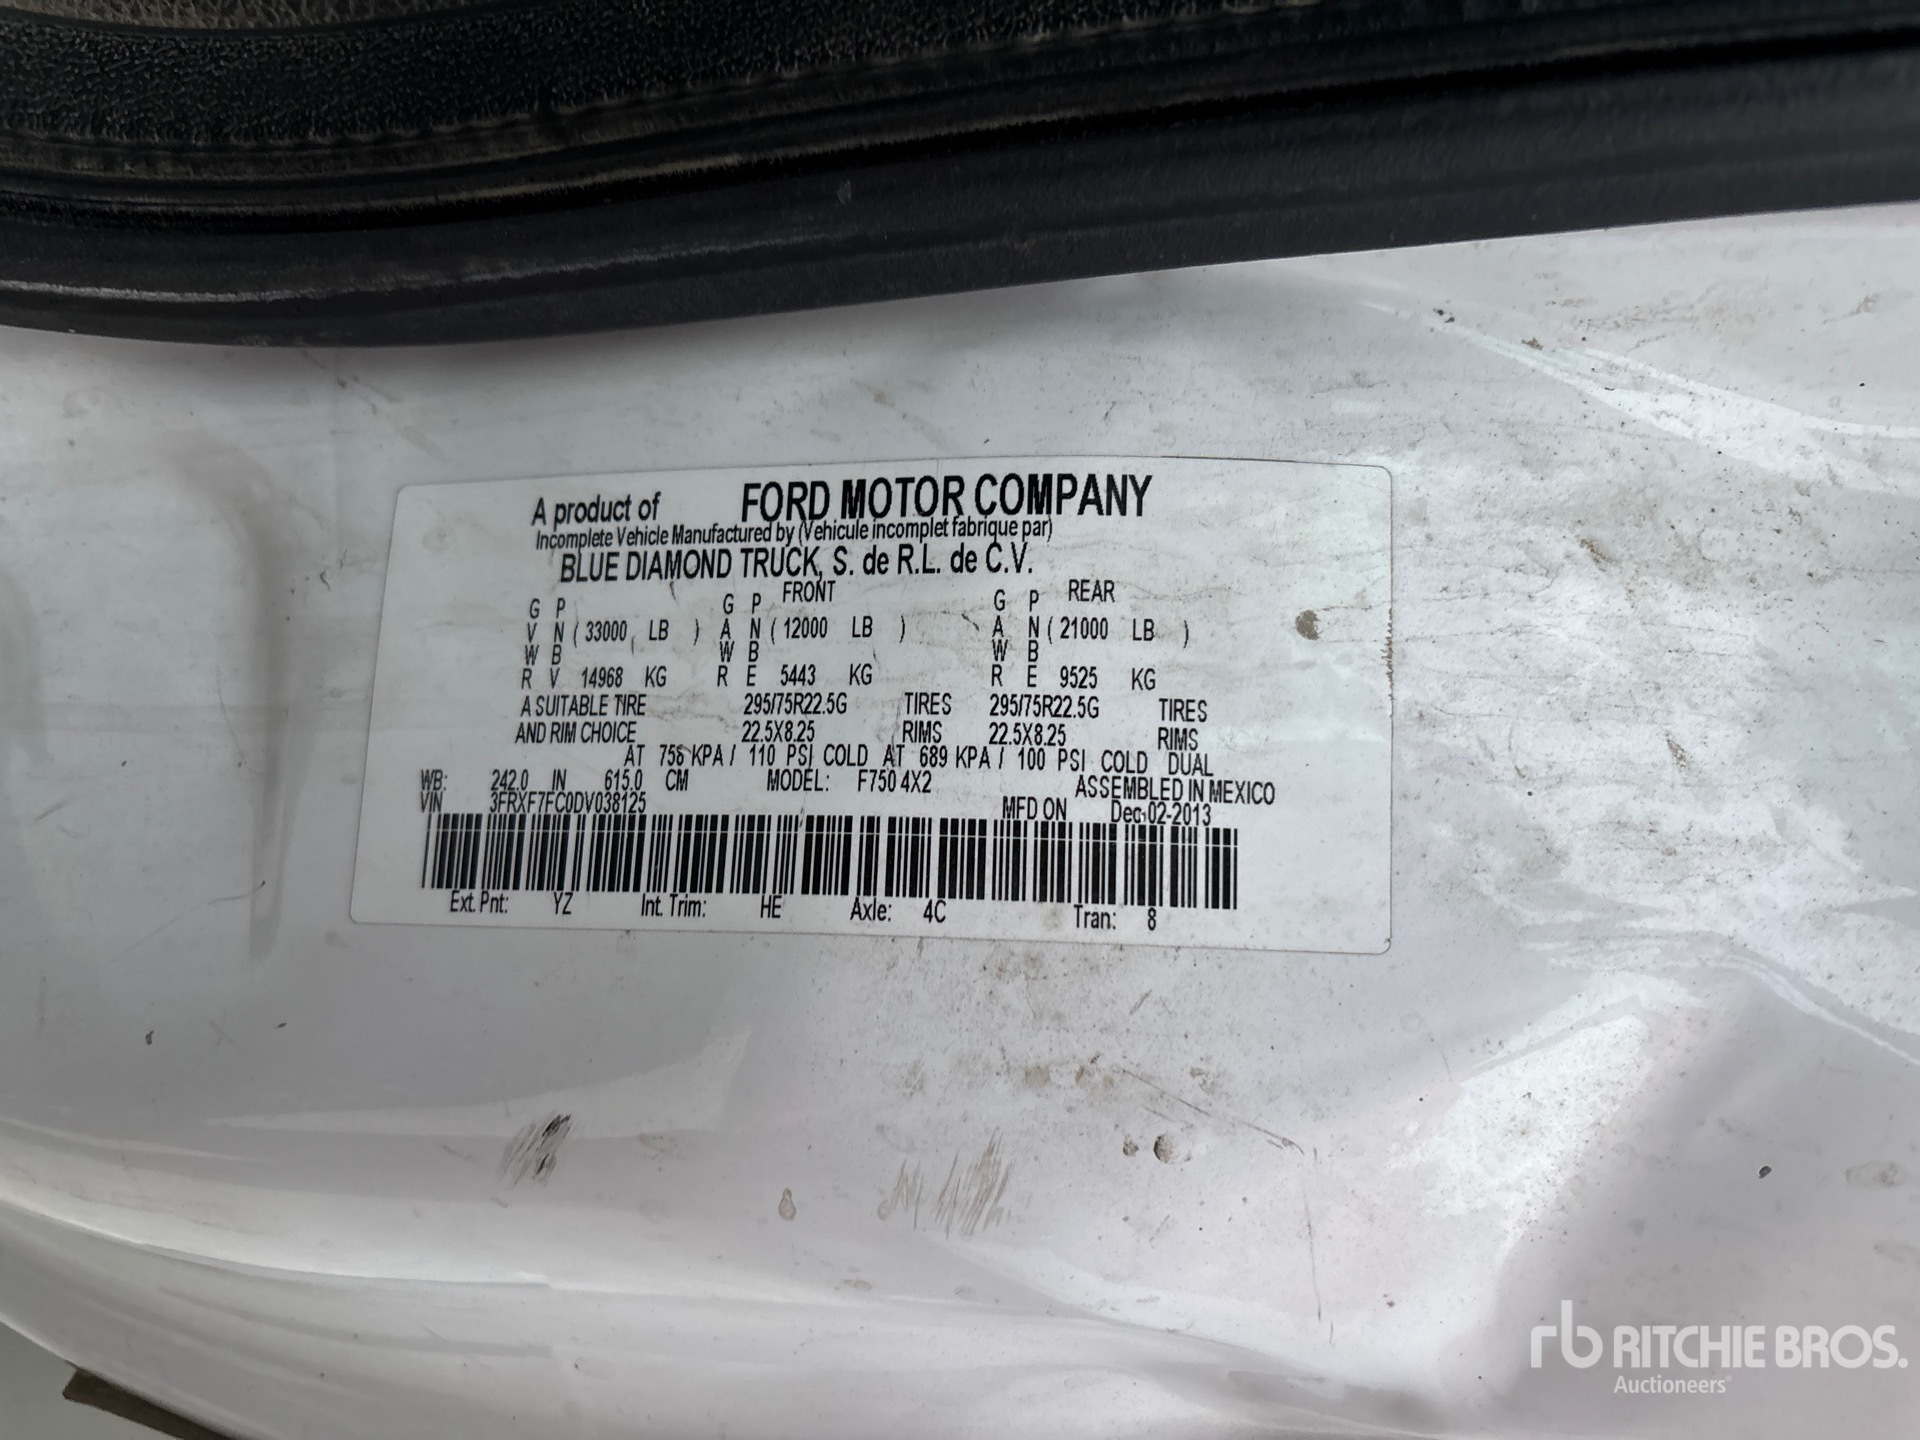 A product of FORD MOTOR COMPANY
Incomplete Vehicle Manufactured by (Vehicule incomplet fabrique par)
BLUE DIAMOND TRUCK, S. de R.L. de C.V.
FRONT REAR
G P G P G P
V N ( 33000 LB ) A N ( 12000 LB ) A N ( 21000 LB )
W B W B W B
R V 14968 KG R E 5443 KG R E 9525 KG
A SUITABLE TIRE 295/75R22.5G TIRES 295/75R22.5G TIRES
AND RIM CHOICE 22.5X8.25 RIMS 22.5X8.25 RIMS
AT 758 KPA / 110 PSI COLD AT 689 KPA / 100 PSI COLD DUAL
WB: 242.0 IN 615.0 CM MODEL: F750 4X2 ASSEMBLED IN MEXICO
VIN 3FRXF7FC0DV038125 MFD ON Dec-02-2013
Ext. Pnt: YZ Int. Trim: HE Axle: 4C Tran: 8
rb RITCHIE BROS.
Auctioneers